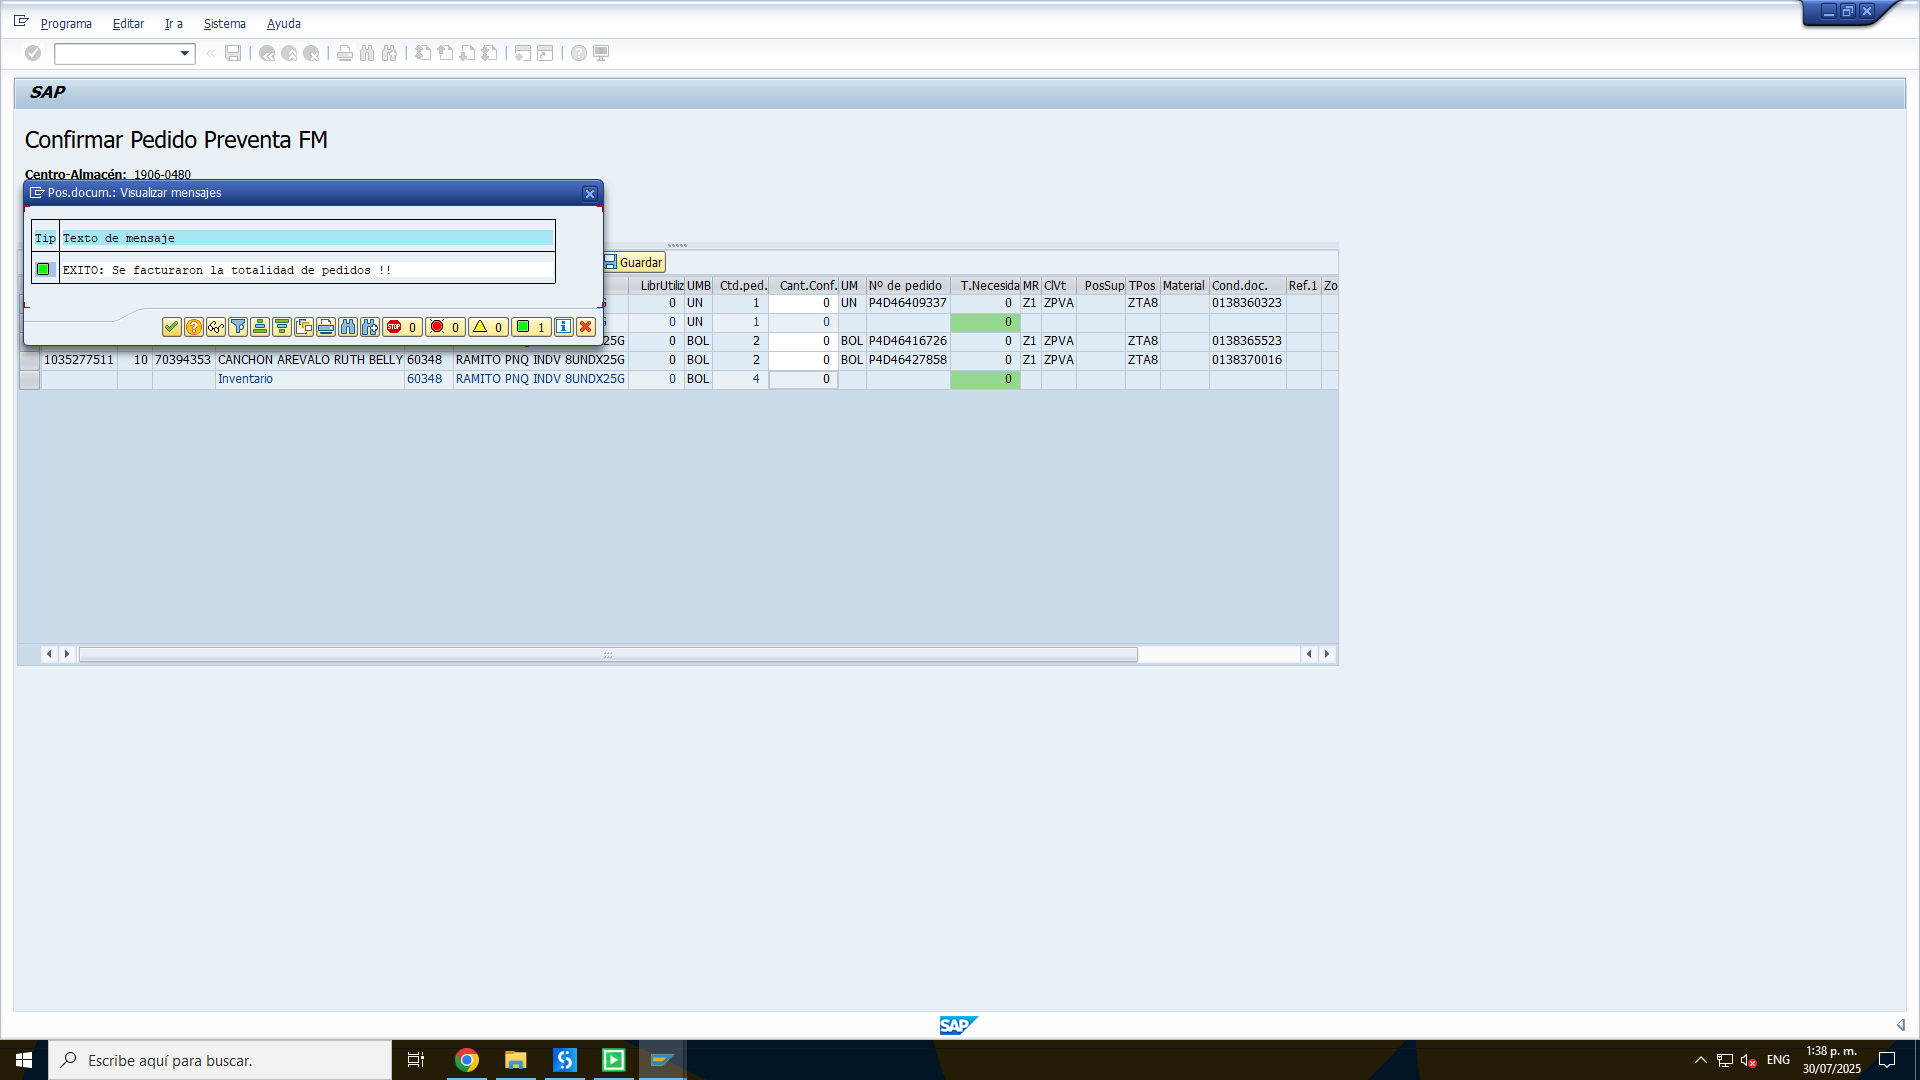 Programa Editar Ir a Sistema Ayuda
SAP
Confirmar Pedido Preventa FM
Centro-Almacén: 1906-0480
Pos.docum.: Visualizar mensajes
Tip Texto de mensaje
EXITO: Se facturaron la totalidad de pedidos !!
STOP 0 0 0 1
Guardar
LibrUtiliz UMB Ctd.ped. Cant.Conf. UM Nº de pedido T.Necesida MR ClVt PosSup TPos Material Cond.doc. Ref.1 Zo
0 UN 1 0 UN P4D46409337 0 Z1 ZPVA ZTA8 0138360323
0 UN 1 0 0
25G 0 BOL 2 0 BOL P4D46416726 0 Z1 ZPVA ZTA8 0138365523
1035277511 10 70394353 CANCHON AREVALO RUTH BELLY 60348 RAMITO PNQ INDV 8UNDX25G 0 BOL 2 0 BOL P4D46427858 0 Z1 ZPVA ZTA8 0138370016
Inventario 60348 RAMITO PNQ INDV 8UNDX25G 0 BOL 4 0 0
SAP
Escribe aquí para buscar.
ENG
1:38 p. m.
30/07/2025